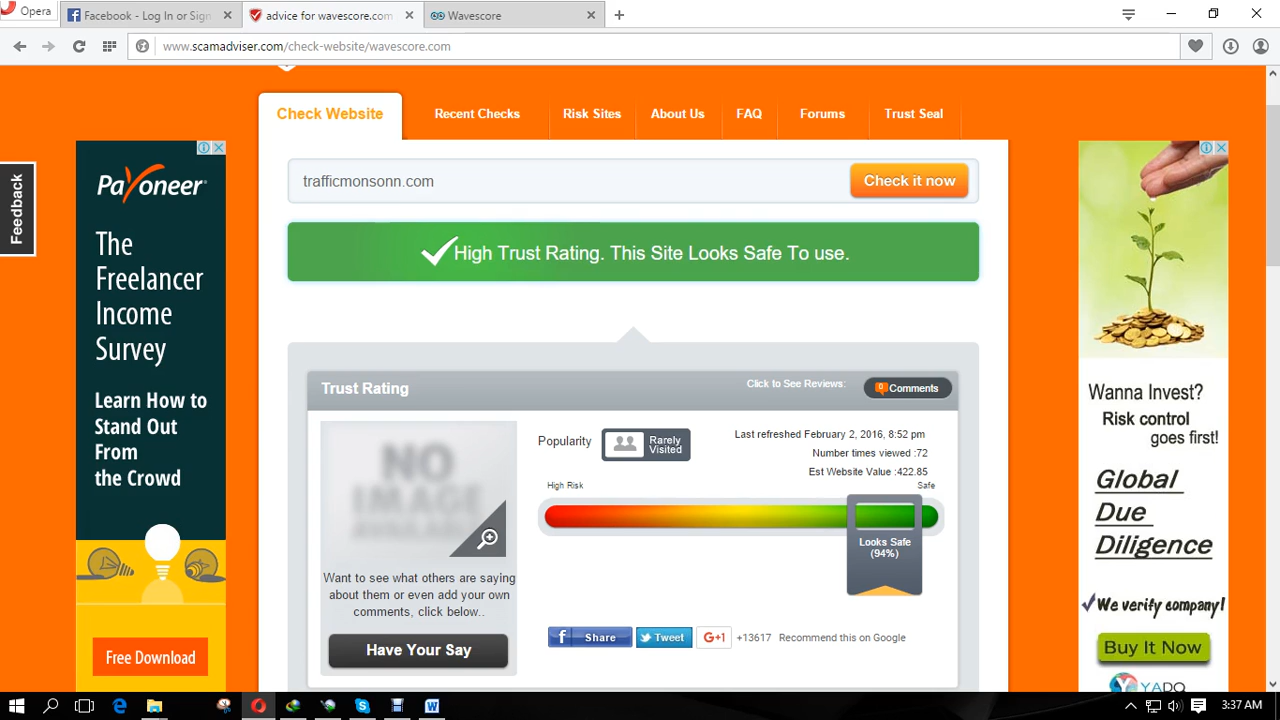 Opera
Facebook - Log In or Sign
advice for wavescore.com
Wavescore
www.scamadviser.com/check-website/wavescore.com
Check Website
Recent Checks
Risk Sites
About Us
FAQ
Forums
Trust Seal
Feedback
trafficmonsonn.com
Check it now
High Trust Rating. This Site Looks Safe To use.
Payoneer
The
Freelancer
Income
Survey
Learn How to
Stand Out
From
the Crowd
Free Download
Trust Rating
Click to See Reviews:
0 Comments
NO
IMAGE
AVAILABLE
Want to see what others are saying
about them or even add your own
comments, click below..
Have Your Say
Popularity
Rarely
Visited
Last refreshed February 2, 2016, 8:52 pm
Number times viewed :72
Est Website Value :422.85
High Risk
Safe
Looks Safe
(94%)
f Share
Tweet
G+1
+13617 Recommend this on Google
Wanna Invest?
Risk control
goes first!
Global
Due
Diligence
We verify company!
Buy It Now
YADQ
3:37 AM